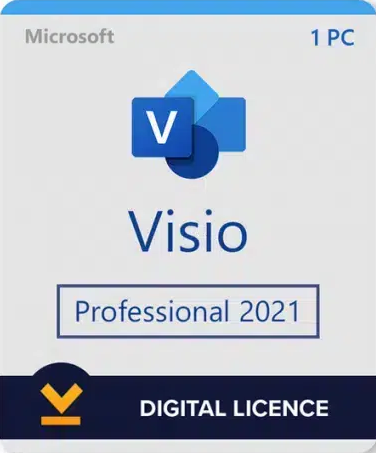 Microsoft
1 PC
V
Visio
Professional 2021
DIGITAL LICENCE